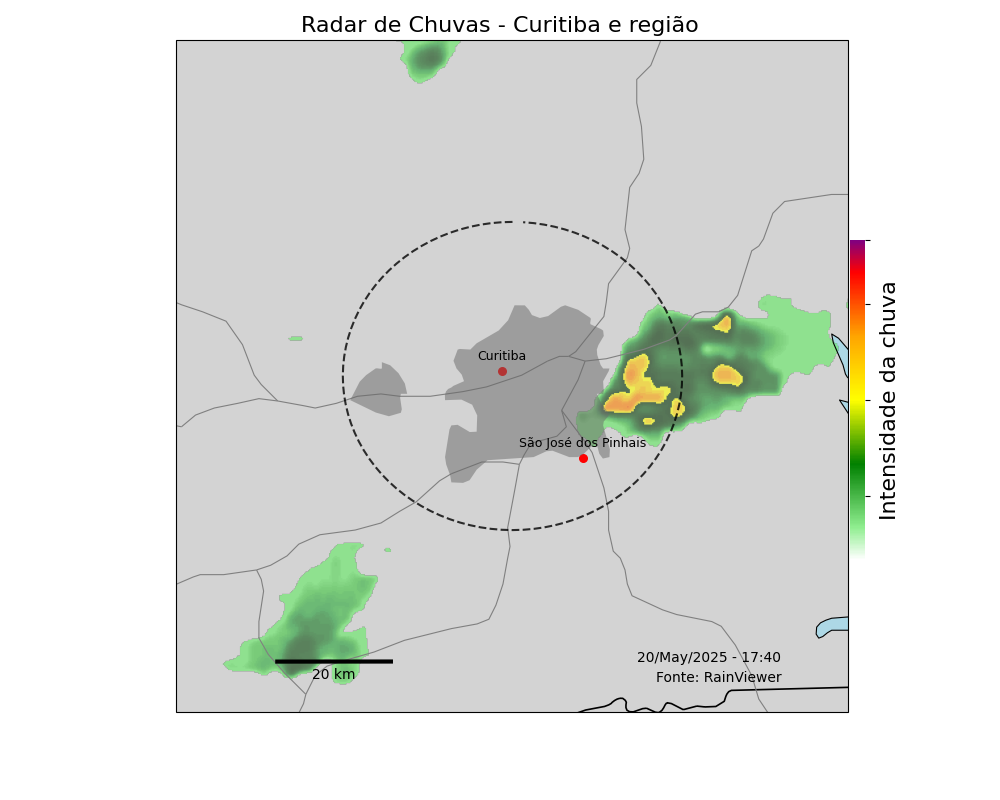 Radar de Chuvas - Curitiba e região
Curitiba
São José dos Pinhais
Intensidade da chuva
20/May/2025 - 17:40
Fonte: RainViewer
20 km